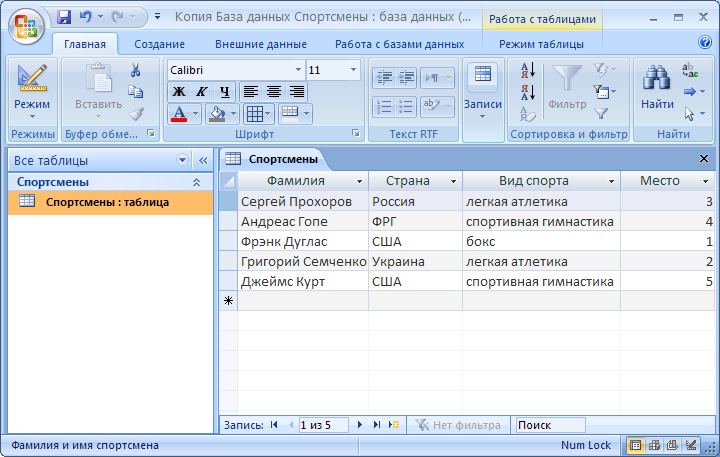 Копия База данных Спортсмены : база данных (... Работа с таблицами
Главная Создание Внешние данные Работа с базами данных Режим таблицы
Режим
Режимы
Вставить
Буфер обме...
Calibri 11
Ж К Ч
А
Шрифт
Текст RTF
Записи
А Я
Я А
Фильтр
Сортировка и фильтр
Найти
ab ac
Найти
Все таблицы
Спортсмены
Спортсмены : таблица
Спортсмены
Фамилия Страна Вид спорта Место
Сергей Прохоров Россия легкая атлетика 3
Андреас Гопе ФРГ спортивная гимнастика 4
Фрэнк Дуглас США бокс 1
Григорий Семченко Украина легкая атлетика 2
Джеймс Курт США спортивная гимнастика 5
Запись: 1 из 5 Нет фильтра Поиск
Фамилия и имя спортсмена Num Lock